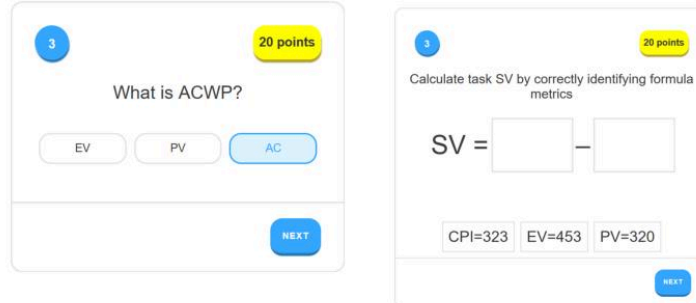 3
20 points
What is ACWP?
EV PV AC
NEXT
3
20 points
Calculate task SV by correctly identifying formula
metrics
SV = –
CPI=323 EV=453 PV=320
NEXT